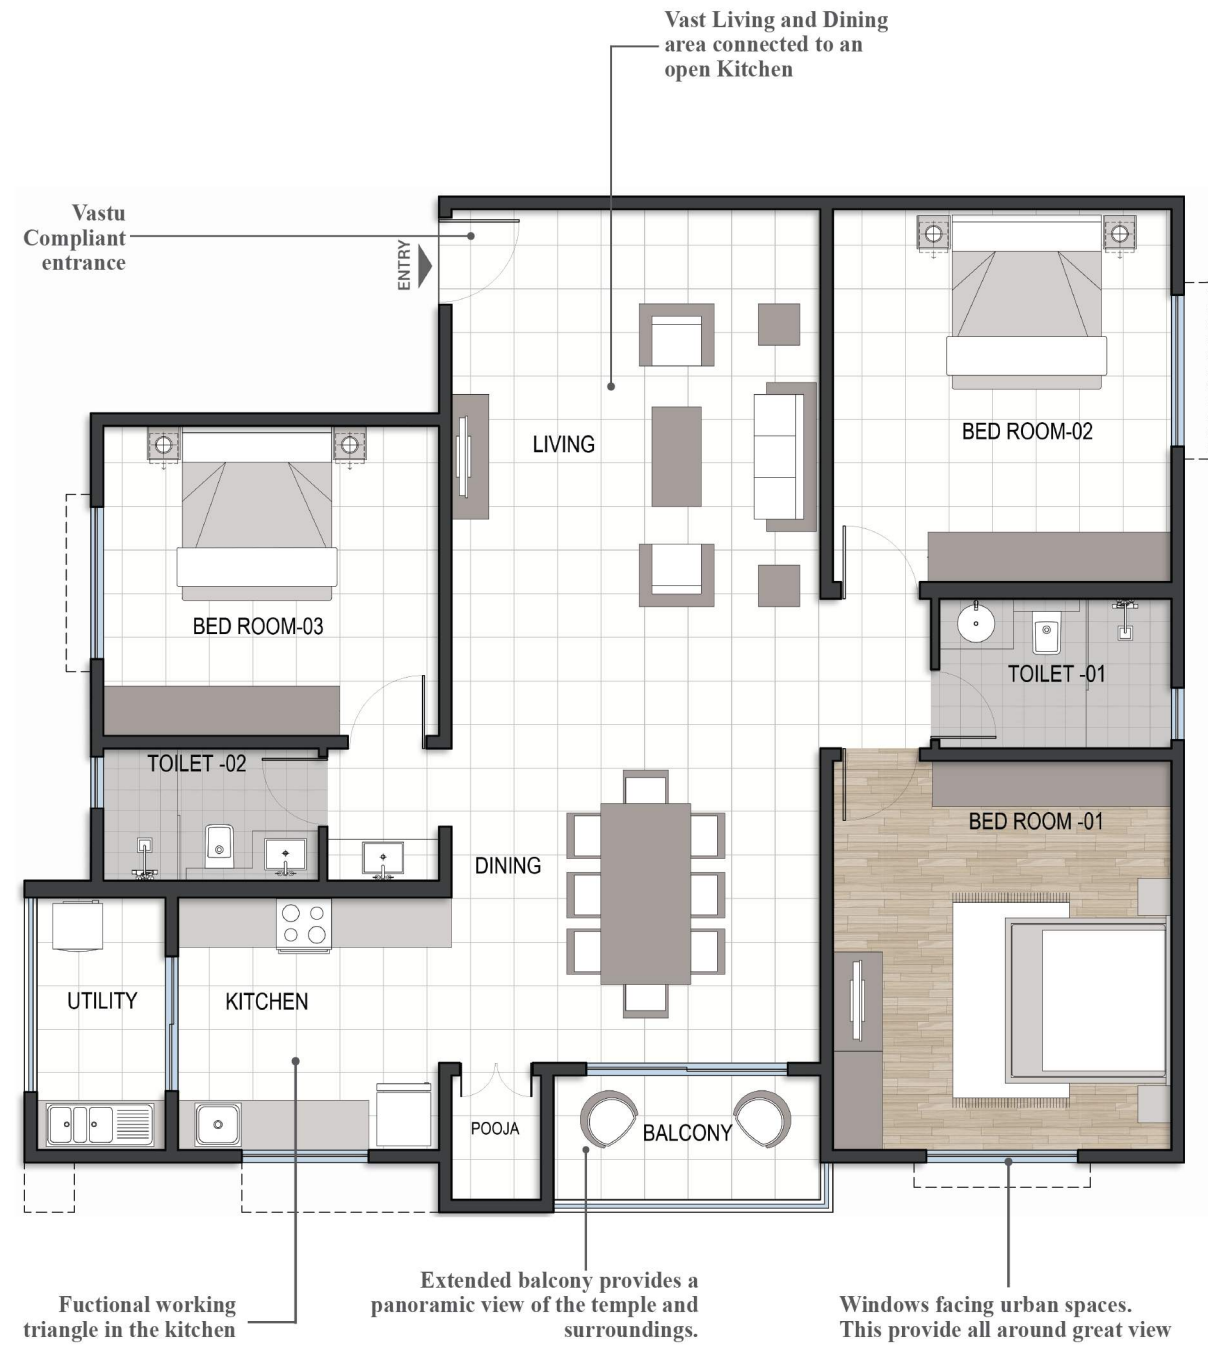 Vast Living and Dining
area connected to an
open Kitchen
Vastu
Compliant
entrance
ENTRY
LIVING
BED ROOM-02
BED ROOM-03
TOILET -01
TOILET -02
BED ROOM -01
DINING
UTILITY
KITCHEN
POOJA
BALCONY
Fuctional working
triangle in the kitchen
Extended balcony provides a
panoramic view of the temple and
surroundings.
Windows facing urban spaces.
This provide all around great view